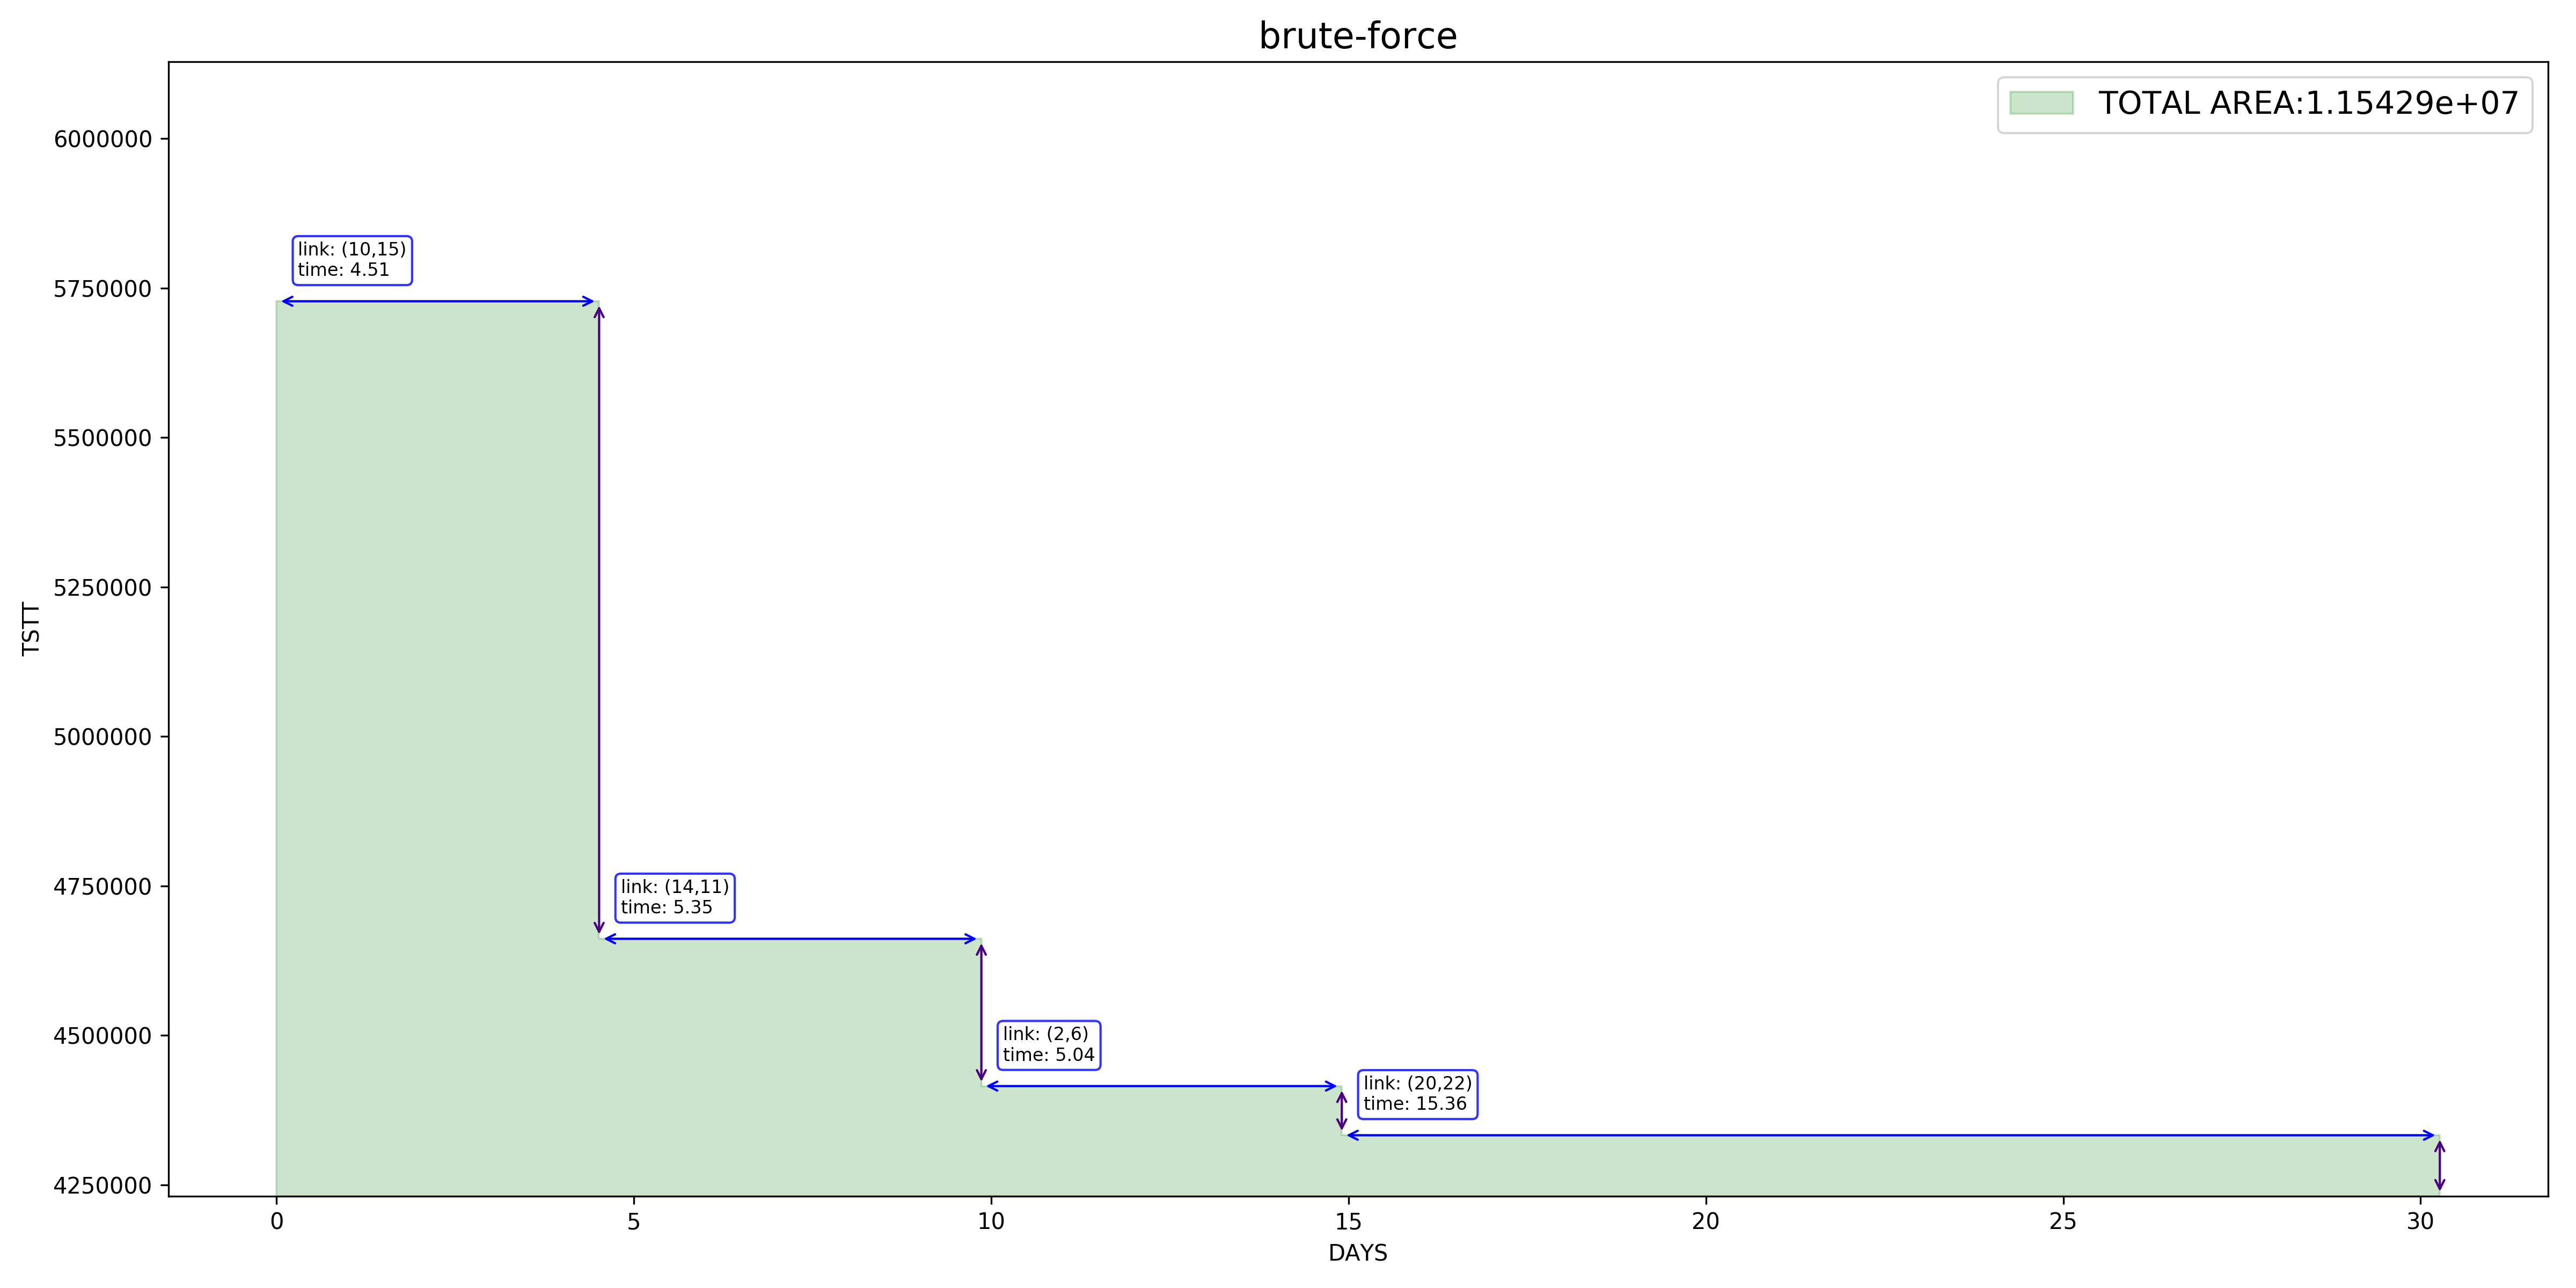 brute-force
TOTAL AREA:1.15429e+07
6000000
5750000
5500000
5250000
5000000
4750000
4500000
4250000
TSTT
link: (10,15)
time: 4.51
link: (14,11)
time: 5.35
link: (2,6)
time: 5.04
link: (20,22)
time: 15.36
0 5 10 15 20 25 30
DAYS